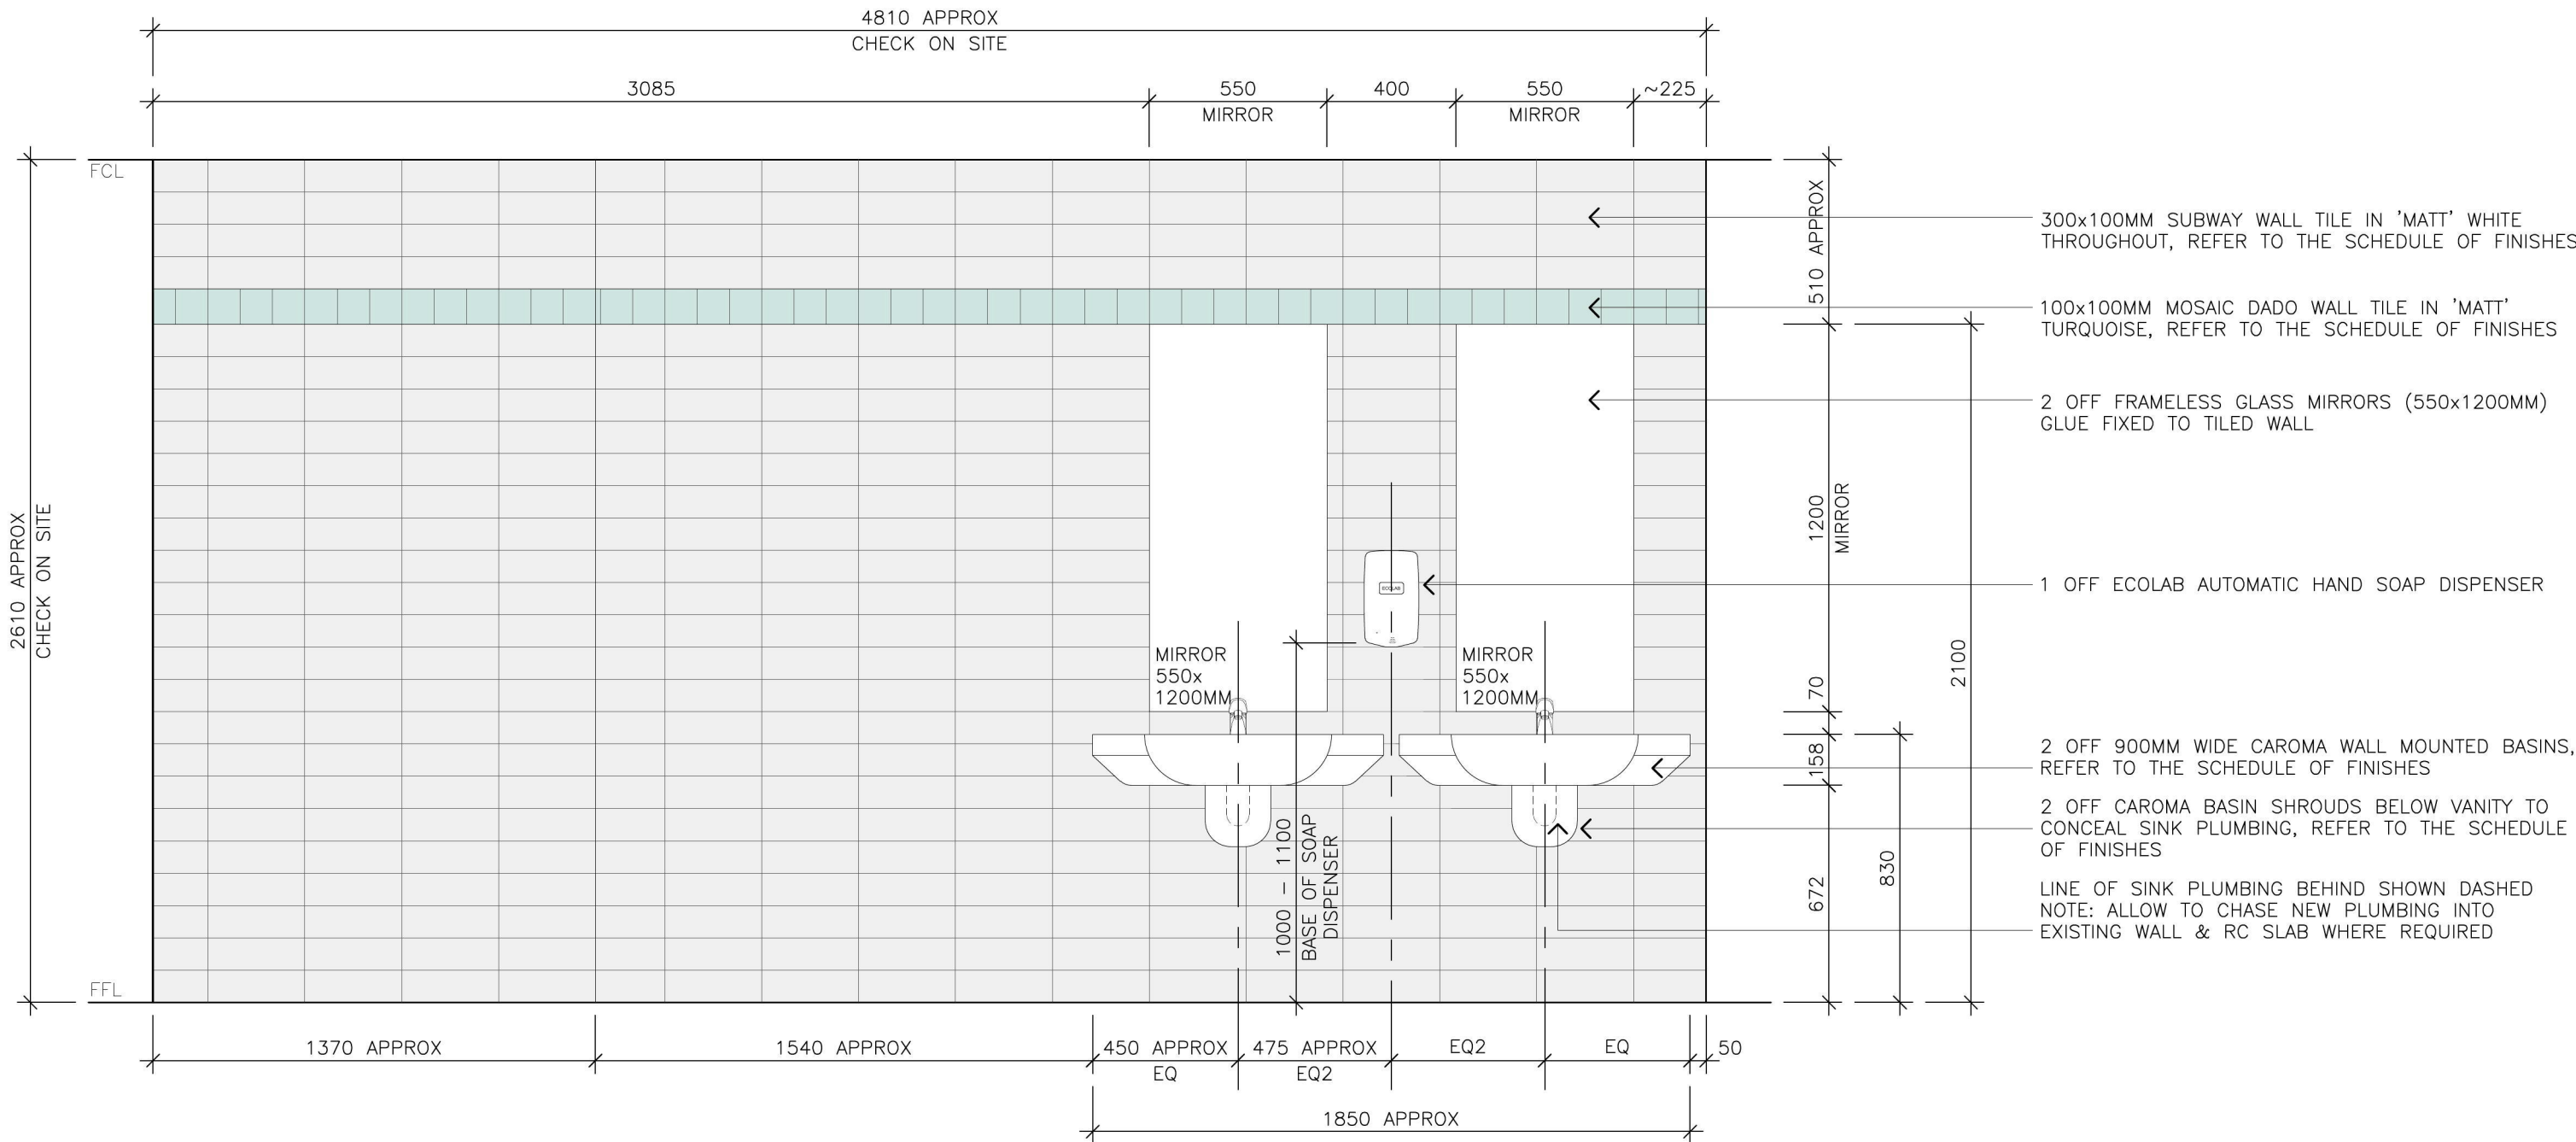 4810 APPROX
CHECK ON SITE
3085
550
MIRROR
400
550
MIRROR
~225
FCL
2610 APPROX
CHECK ON SITE
FFL
510 APPROX
1200
MIRROR
70
158
672
830
2100
300x100MM SUBWAY WALL TILE IN 'MATT' WHITE
THROUGHOUT, REFER TO THE SCHEDULE OF FINISHES
100x100MM MOSAIC DADO WALL TILE IN 'MATT'
TURQUOISE, REFER TO THE SCHEDULE OF FINISHES
2 OFF FRAMELESS GLASS MIRRORS (550x1200MM)
GLUE FIXED TO TILED WALL
ECOLAB
1 OFF ECOLAB AUTOMATIC HAND SOAP DISPENSER
MIRROR
550x
1200MM
MIRROR
550x
1200MM
1000 - 1100
BASE OF SOAP
DISPENSER
2 OFF 900MM WIDE CAROMA WALL MOUNTED BASINS,
REFER TO THE SCHEDULE OF FINISHES
2 OFF CAROMA BASIN SHROUDS BELOW VANITY TO
CONCEAL SINK PLUMBING, REFER TO THE SCHEDULE
OF FINISHES
LINE OF SINK PLUMBING BEHIND SHOWN DASHED
NOTE: ALLOW TO CHASE NEW PLUMBING INTO
EXISTING WALL & RC SLAB WHERE REQUIRED
1370 APPROX
1540 APPROX
450 APPROX
EQ
475 APPROX
EQ2
EQ2
EQ
50
1850 APPROX